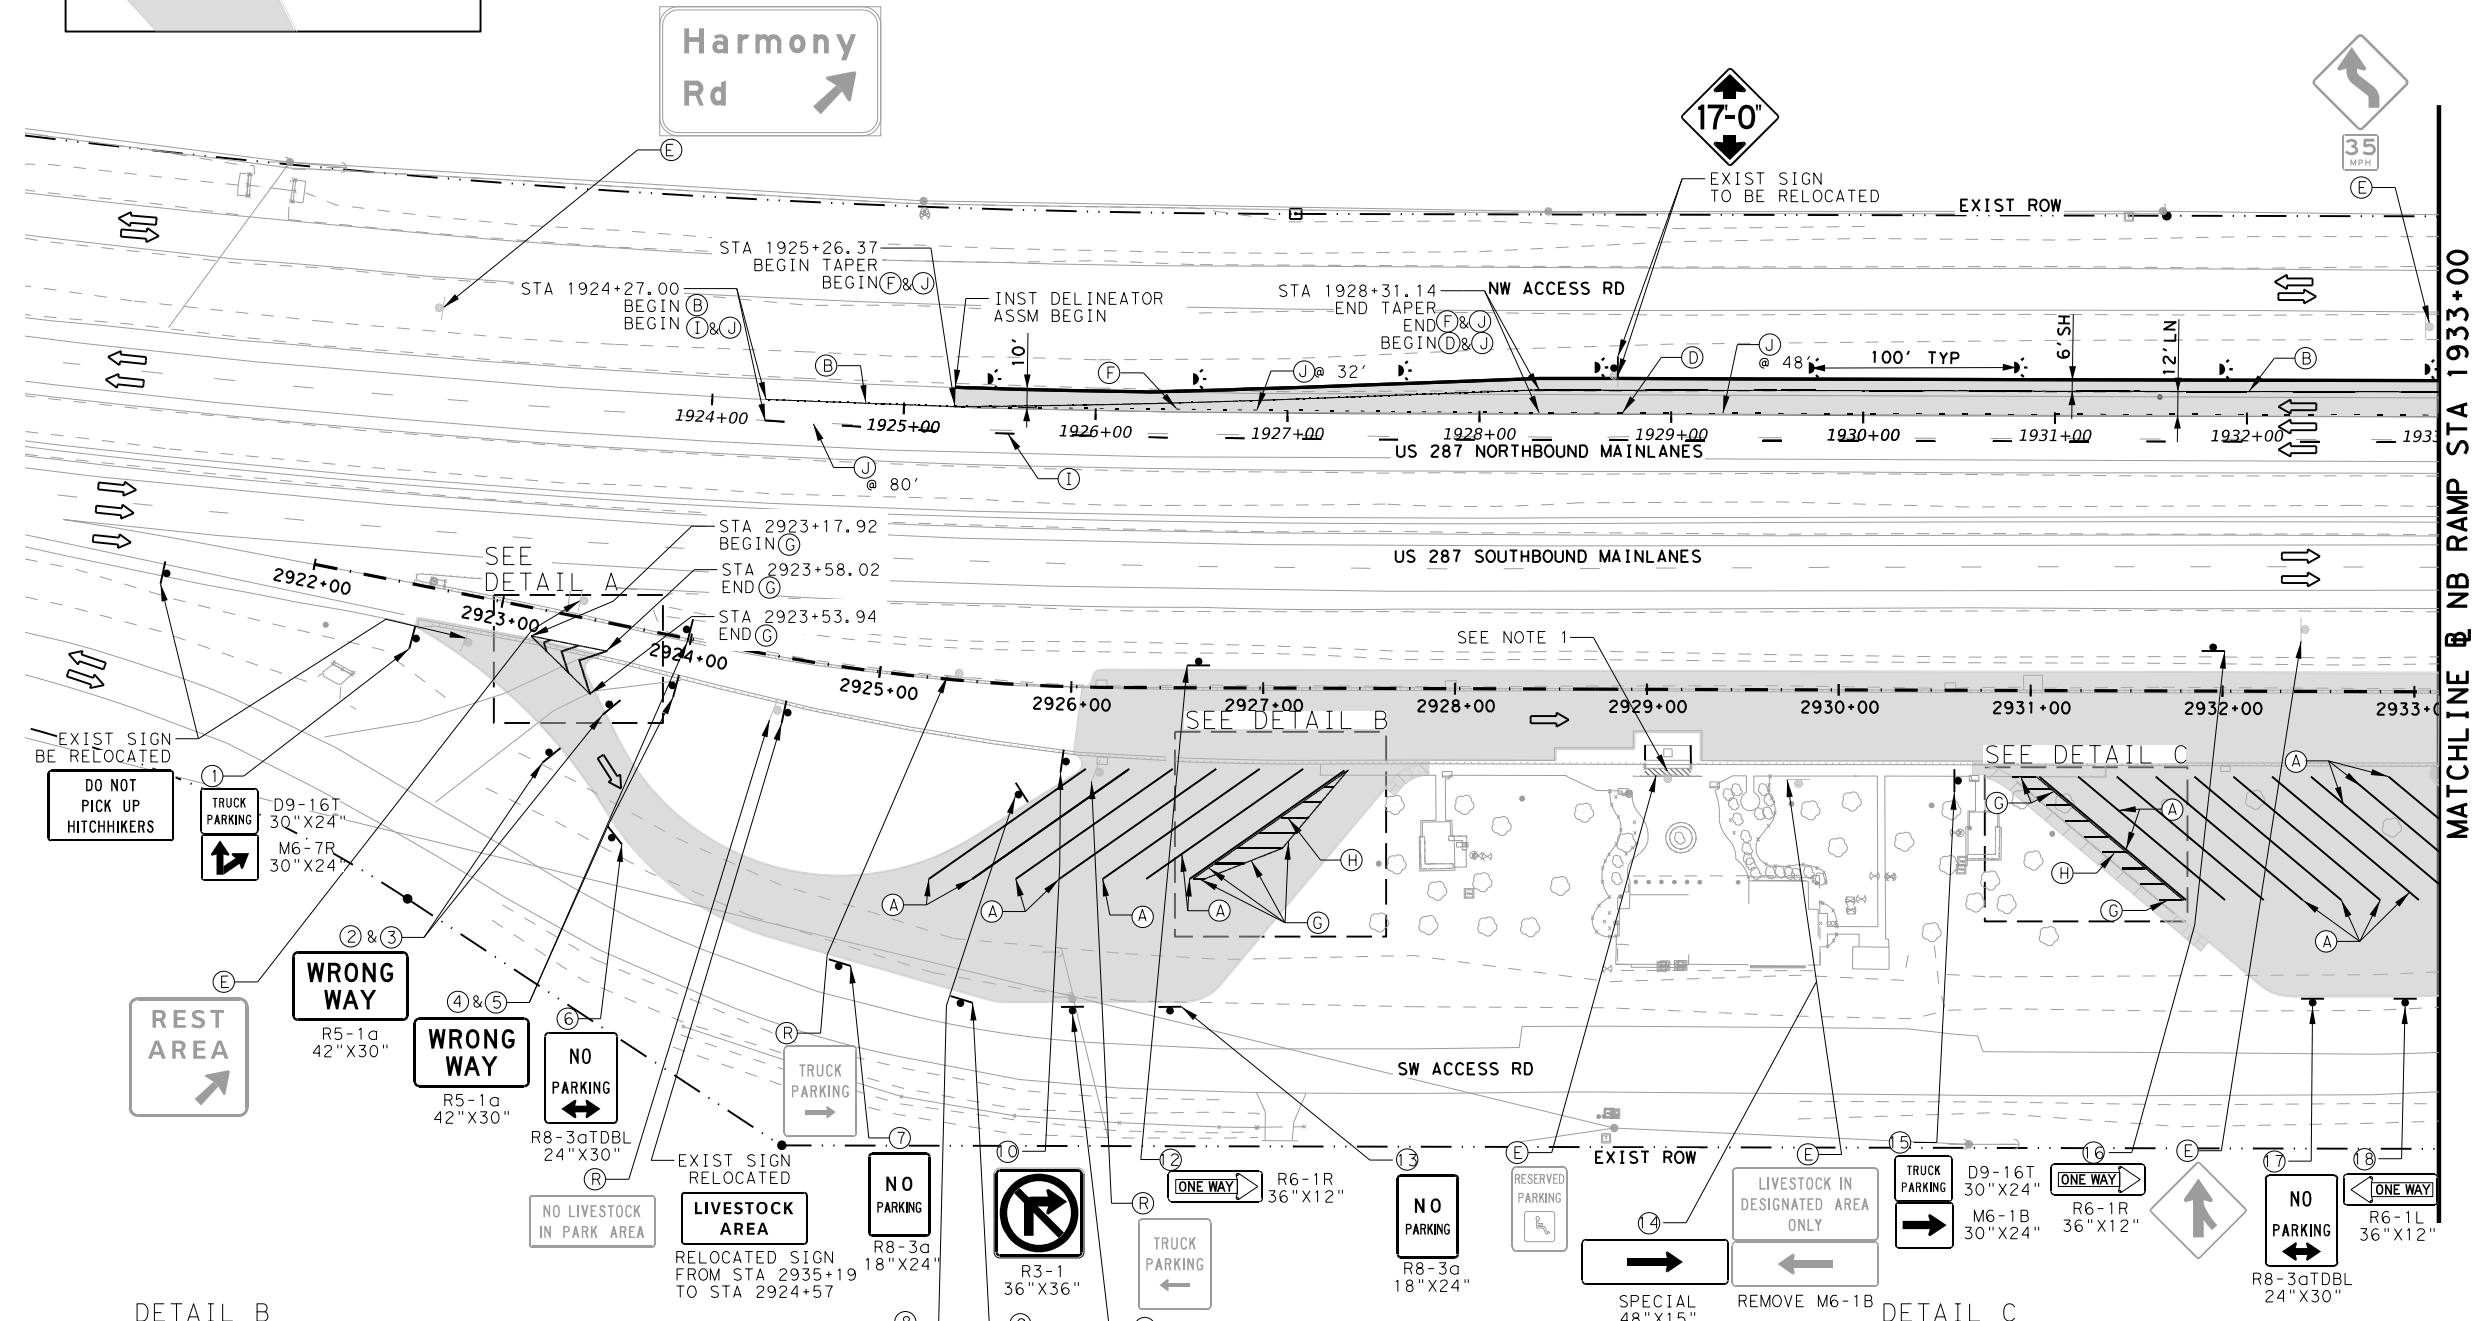 Harmony
Rd
17'-0"
35
MPH
E
E
EXIST SIGN
TO BE RELOCATED
EXIST ROW
STA 1925+26.37
BEGIN TAPER
BEGIN F & J
STA 1924+27.00
BEGIN B
BEGIN I & J
INST DELINEATOR
ASSM BEGIN
STA 1928+31.14
END TAPER
END F & J
BEGIN D & J
NW ACCESS RD
10'
B
F
J @ 32'
D
J
@ 48'
100' TYP
6' SH
12' LN
B
1924+00
1925+00
1926+00
1927+00
1928+00
1929+00
1930+00
1931+00
1932+00
1933
US 287 NORTHBOUND MAINLANES
J
@ 80'
I
STA 2923+17.92
BEGIN G
SEE
DETAIL A
STA 2923+58.02
END G
STA 2923+53.94
END G
US 287 SOUTHBOUND MAINLANES
SEE NOTE 1
2922+00
2923+00
2924+00
2925+00
2926+00
2927+00
2928+00
2929+00
2930+00
2931+00
2932+00
2933+0
SEE DETAIL B
SEE DETAIL C
MATCHLINE B NB RAMP STA 1933+00
EXIST SIGN
BE RELOCATED
DO NOT
PICK UP
HITCHHIKERS
1
TRUCK
PARKING
D9-16T
30"X24"
M6-7R
30"X24"
A
A
A
A
G
H
G
A
H
G
A
A
E
REST
AREA
2 & 3
WRONG
WAY
R5-1a
42"X30"
4 & 5
WRONG
WAY
R5-1a
42"X30"
6
NO
PARKING
R8-3aTDBL
24"X30"
R
NO LIVESTOCK
IN PARK AREA
EXIST SIGN
RELOCATED
LIVESTOCK
AREA
RELOCATED SIGN
FROM STA 2935+19
TO STA 2924+57
R
TRUCK
PARKING
7
NO
PARKING
R8-3a
18"X24"
10
R3-1
36"X36"
R
TRUCK
PARKING
12
ONE WAY
R6-1R
36"X12"
13
NO
PARKING
R8-3a
18"X24"
SW ACCESS RD
E
RESERVED
PARKING
EXIST ROW
14
SPECIAL
48"X15"
E
LIVESTOCK IN
DESIGNATED AREA
ONLY
REMOVE M6-1B
15
TRUCK
PARKING
D9-16T
30"X24"
M6-1B
30"X24"
16
ONE WAY
R6-1R
36"X12"
E
17
NO
PARKING
R8-3aTDBL
24"X30"
18
ONE WAY
R6-1L
36"X12"
DETAIL B
DETAIL C